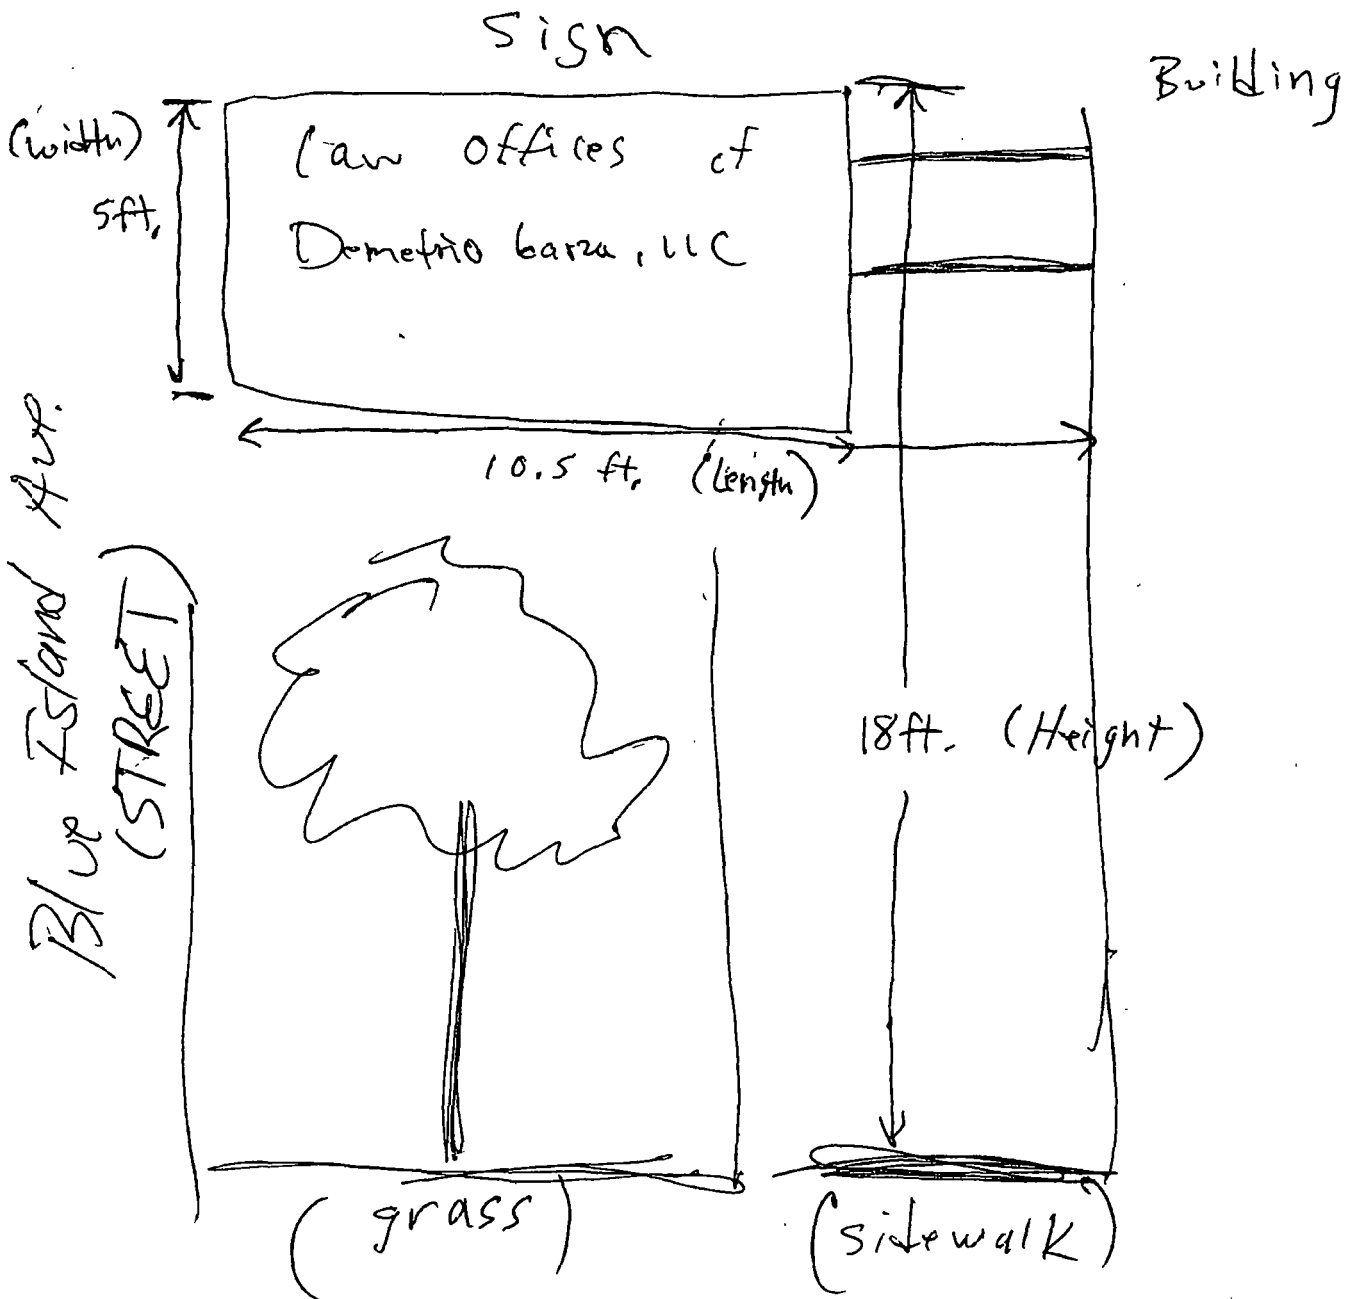 Sign
Building
(width)
5ft.
Law offices of
Demetrio barza, LLC
10.5 ft. (Length)
Blue Island Ave.
(STREET)
18ft. (Height)
(grass)
(sidewalk)